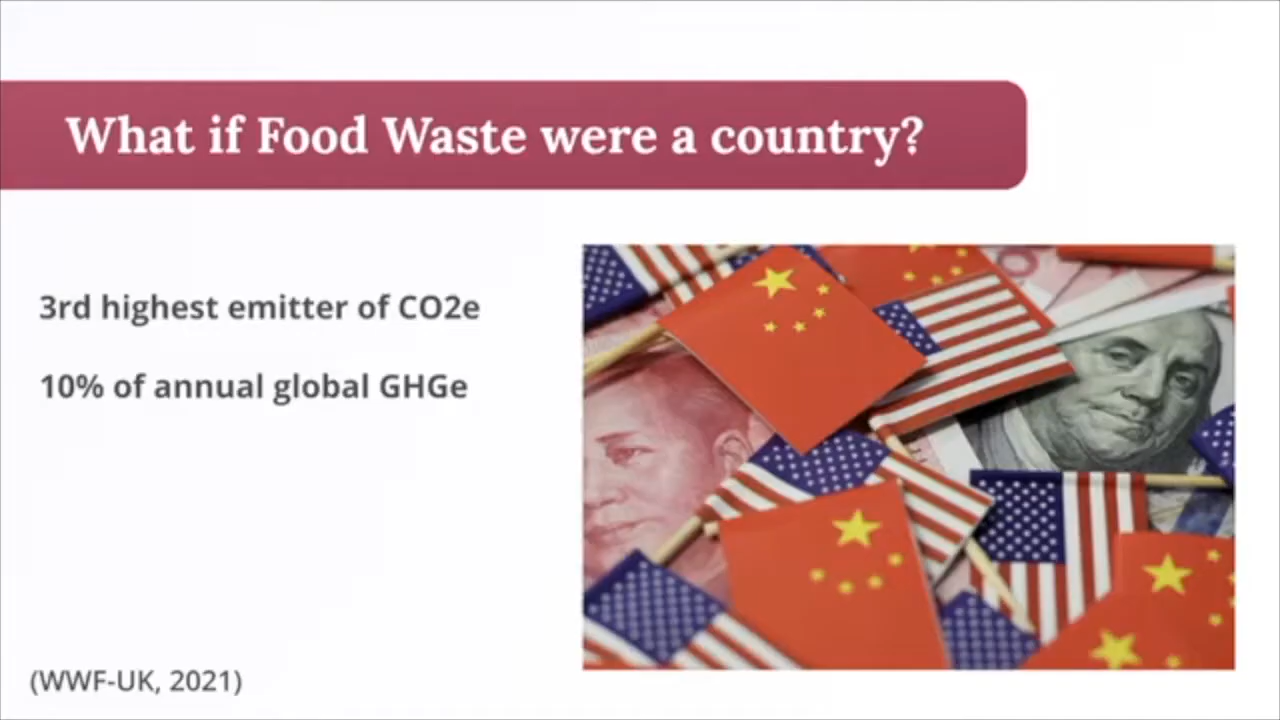 What if Food Waste were a country?
3rd highest emitter of CO2e
10% of annual global GHGe
(WWF-UK, 2021)